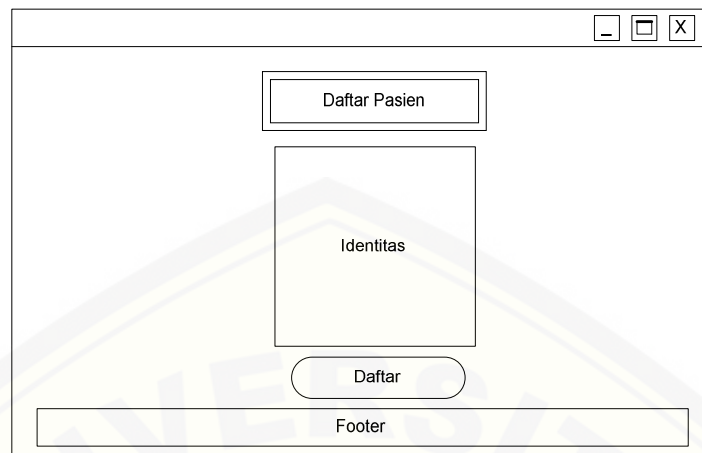 _ X
Daftar Pasien
Identitas
Daftar
Footer